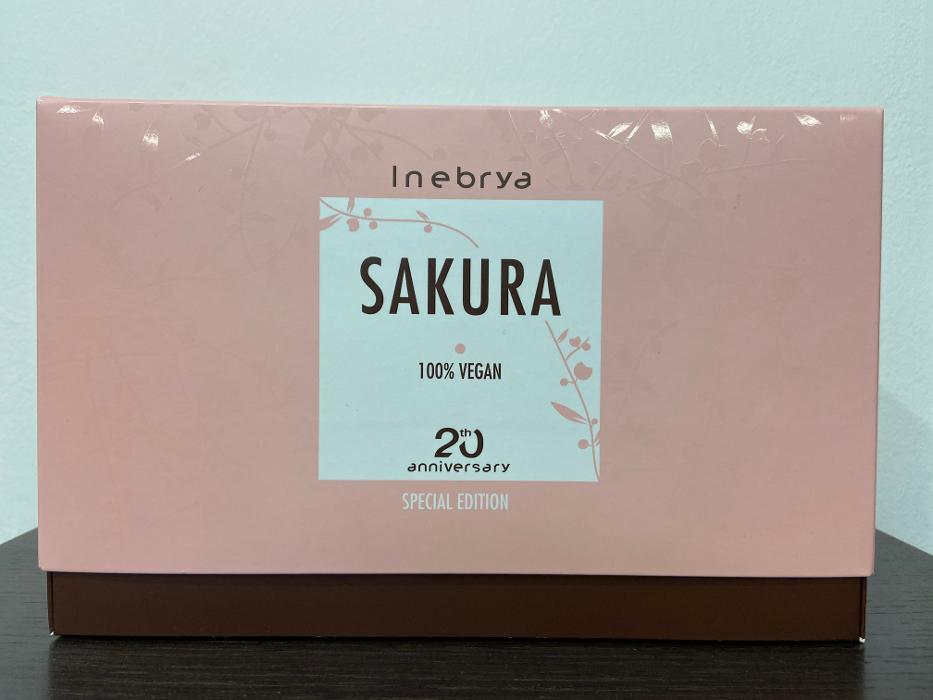 Inebrya
SAKURA
100% VEGAN
20th
anniversary
SPECIAL EDITION